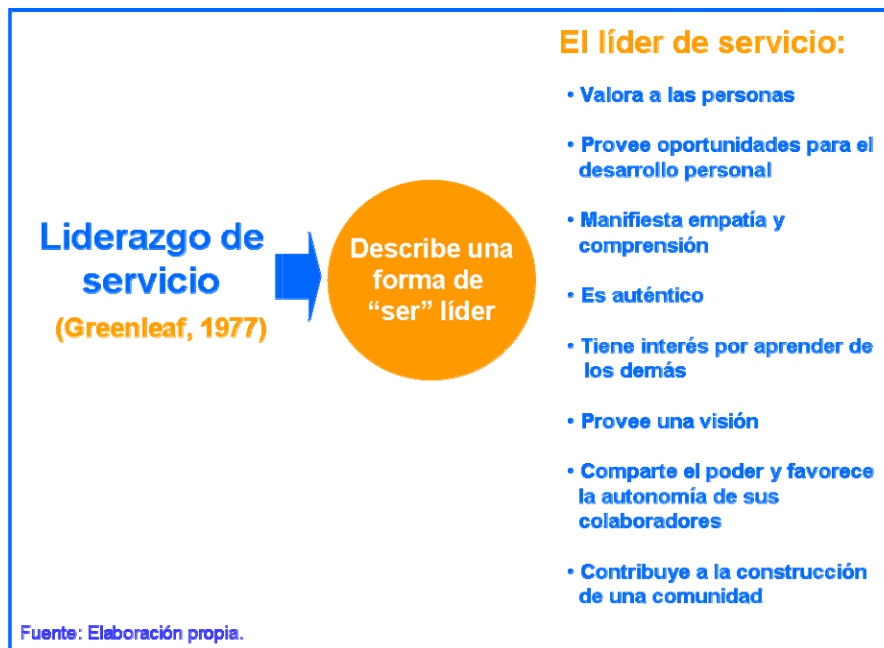 Liderazgo de
servicio
(Greenleaf, 1977)
Describe una
forma de
“ser” líder
El líder de servicio:
• Valora a las personas
• Provee oportunidades para el
desarrollo personal
• Manifiesta empatía y
comprensión
• Es auténtico
• Tiene interés por aprender de
los demás
• Provee una visión
• Comparte el poder y favorece
la autonomía de sus
colaboradores
• Contribuye a la construcción
de una comunidad
Fuente: Elaboración propia.